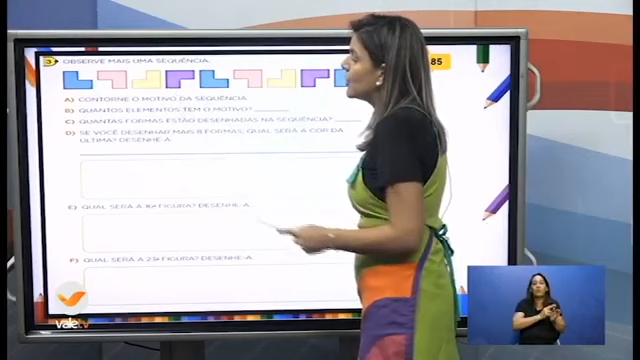 3 OBSERVE MAIS UMA SEQUÊNCIA.
85
A) CONTORNE O MOTIVO DA SEQUÊNCIA.
B) QUANTOS ELEMENTOS TEM O MOTIVO?
C) QUANTAS FORMAS ESTÃO DESENHADAS NA SEQUÊNCIA?
D) SE VOCÊ DESENHAR MAIS 8 FORMAS, QUAL SERÁ A COR DA
ÚLTIMA? DESENHE-A.
E) QUAL SERÁ A 16ª FIGURA? DESENHE-A.
F) QUAL SERÁ A 23ª FIGURA? DESENHE-A.
Vale tv